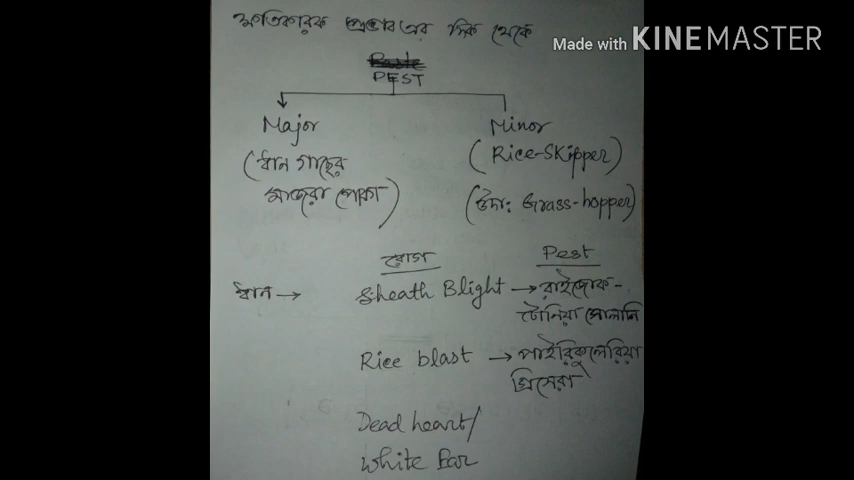 ক্ষতিকারক প্রভাব এর দিক থেকে
Made with KINEMASTER
PEST
Major
Minor
(ধান গাছের
মাজরা পোকা)
(Rice-Skipper)
(উদা: Grass-hopper)
রোগ
Pest
ধান →
Sheath Blight → রাইজোক-
টোনিয়া সোলানি
Rice blast → পাইরিকুলেরিয়া
গ্রিসেরা
Dead heart/
White Ear